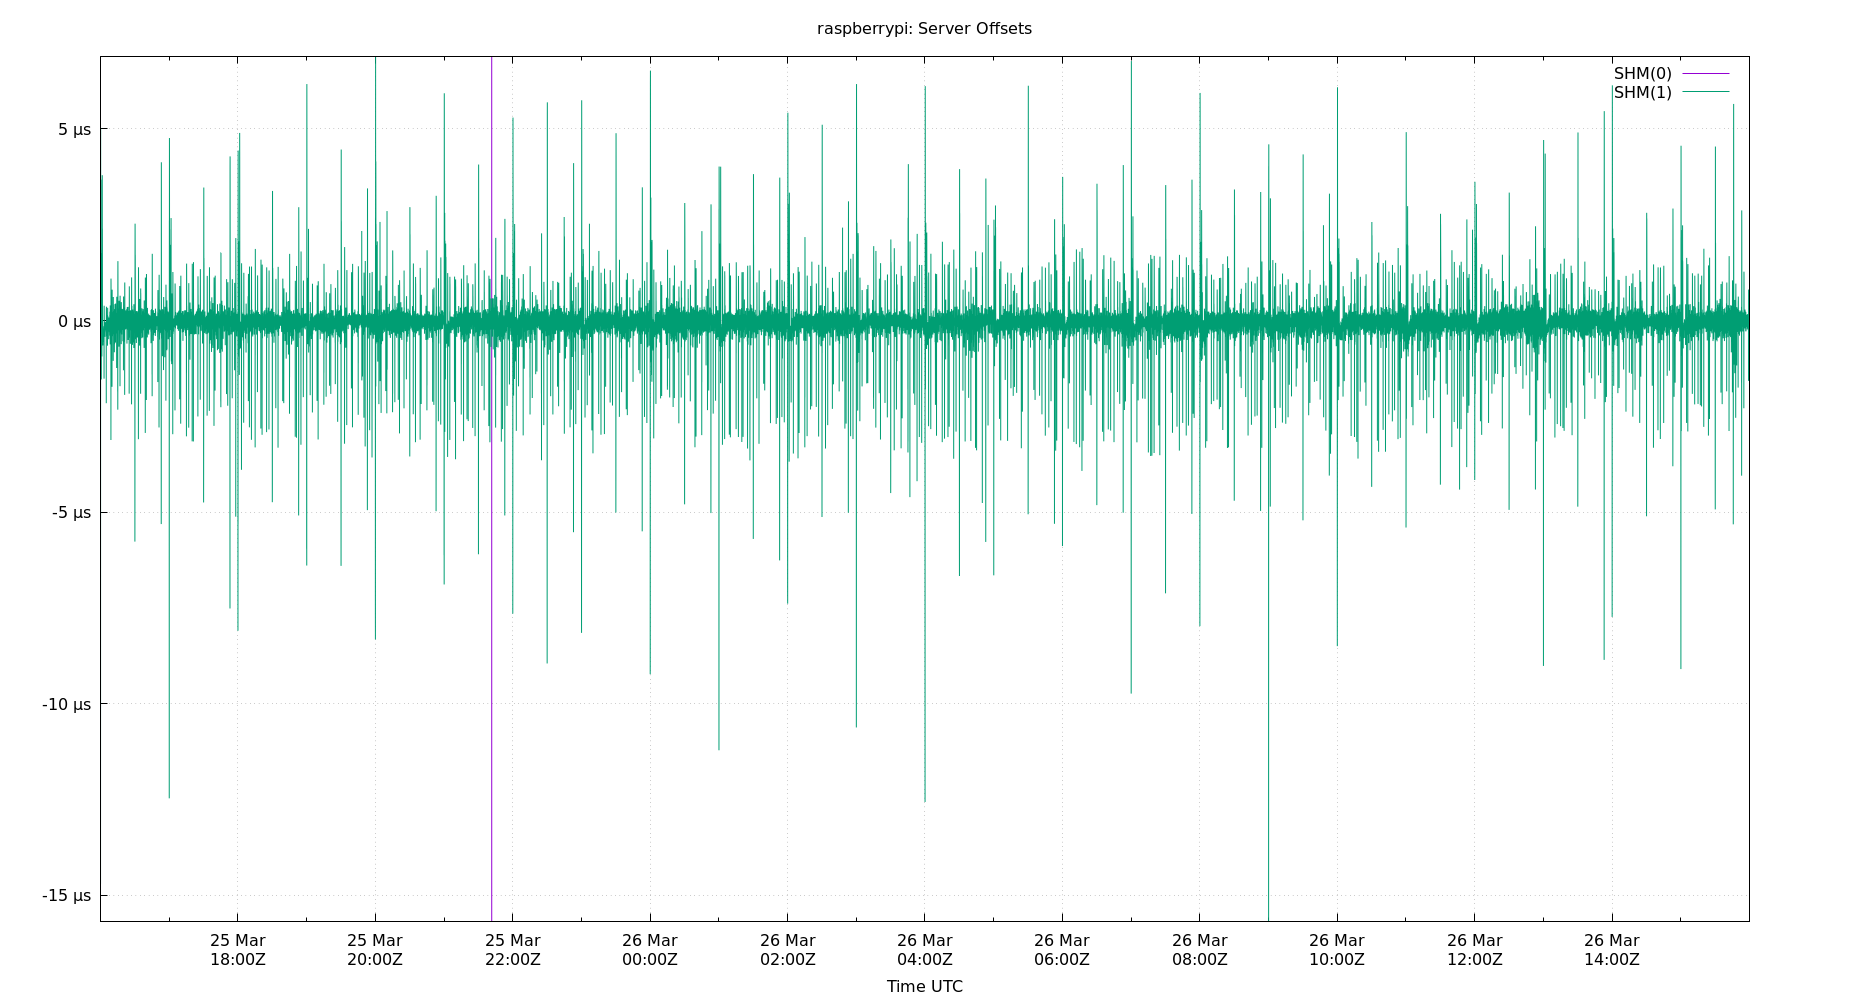 raspberrypi: Server Offsets
SHM(0)
SHM(1)
5 µs
0 µs
-5 µs
-10 µs
-15 µs
25 Mar 25 Mar 25 Mar 26 Mar 26 Mar 26 Mar 26 Mar 26 Mar 26 Mar 26 Mar 26 Mar
18:00Z 20:00Z 22:00Z 00:00Z 02:00Z 04:00Z 06:00Z 08:00Z 10:00Z 12:00Z 14:00Z
Time UTC